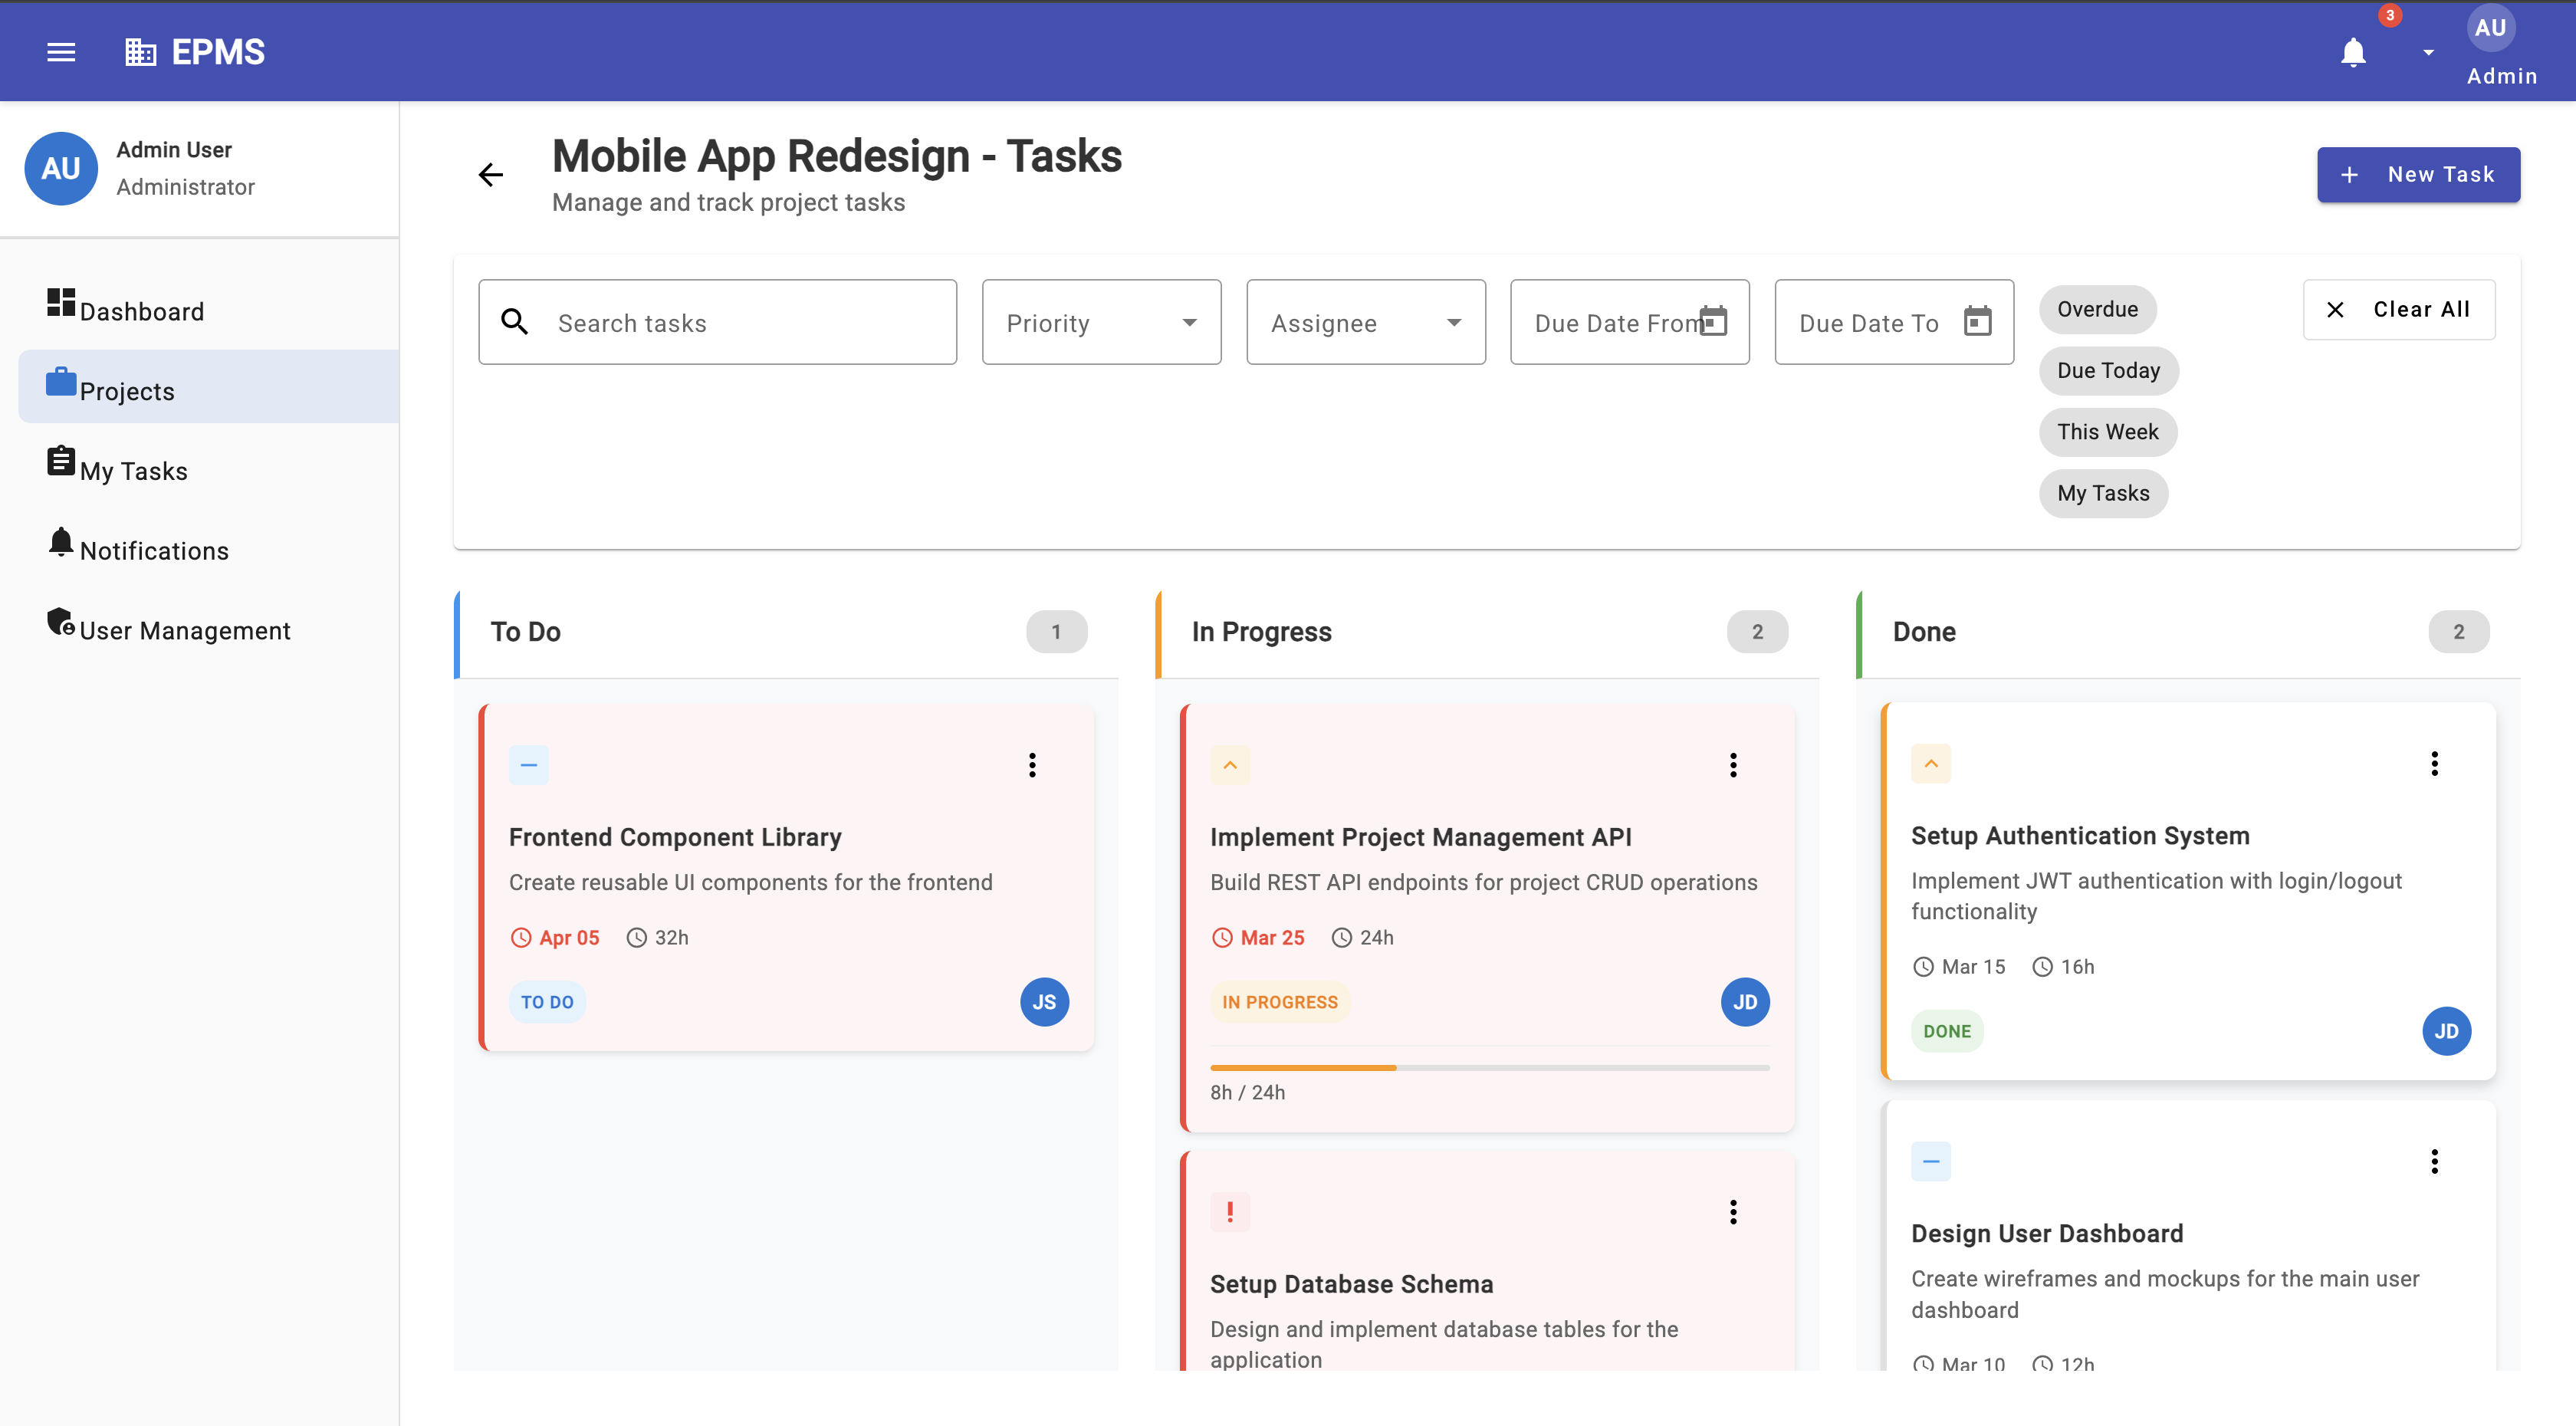 EPMS
3
AU
Admin
AU
Admin User
Administrator
Dashboard
Projects
My Tasks
Notifications
User Management
Mobile App Redesign - Tasks
Manage and track project tasks
New Task
Search tasks
Priority
Assignee
Due Date From
Due Date To
Overdue
Due Today
This Week
My Tasks
Clear All
To Do
1
Frontend Component Library
Create reusable UI components for the frontend
Apr 05 32h
TO DO
JS
In Progress
2
Implement Project Management API
Build REST API endpoints for project CRUD operations
Mar 25 24h
IN PROGRESS
JD
8h / 24h
!
Setup Database Schema
Design and implement database tables for the
application
Done
2
Setup Authentication System
Implement JWT authentication with login/logout
functionality
Mar 15 16h
DONE
JD
Design User Dashboard
Create wireframes and mockups for the main user
dashboard
Mar 10 12h